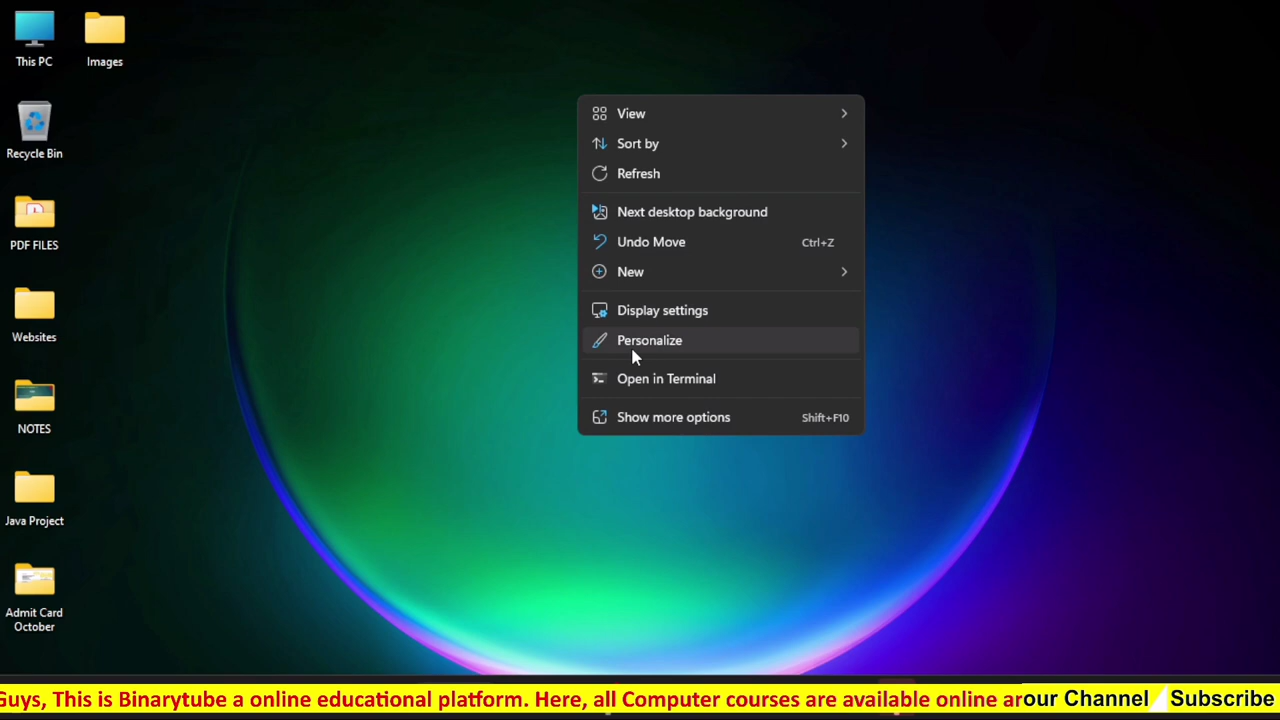 This PC
Images
Recycle Bin
PDF FILES
Websites
NOTES
Java Project
Admit Card
October
View
Sort by
Refresh
Next desktop background
Undo Move Ctrl+Z
New
Display settings
Personalize
Open in Terminal
Show more options Shift+F10
Guys, This is Binarytube a online educational platform. Here, all Computer courses are available online ar
our Channel Subscribe